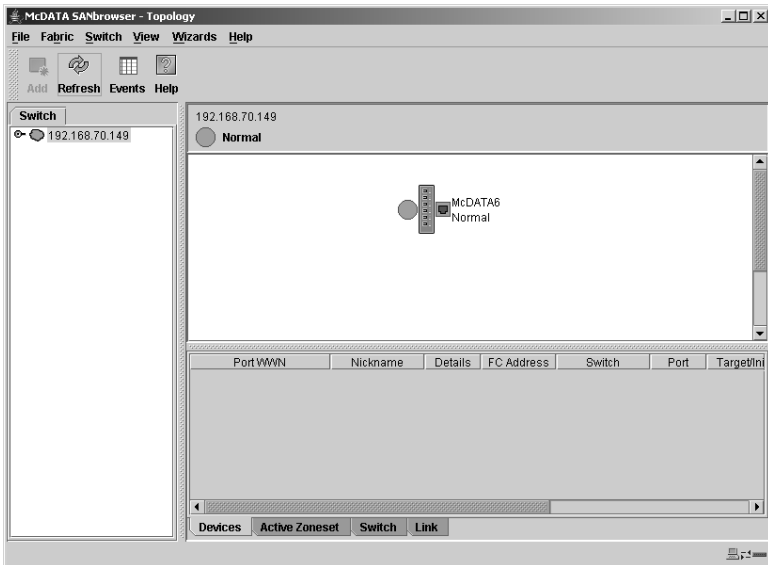 McDATA SANbrowser - Topology
File Fabric Switch View Wizards Help
Add Refresh Events Help
Switch
192.168.70.149
192.168.70.149
Normal
McDATA6
Normal
Port WWN Nickname Details FC Address Switch Port Target/Ini
Devices Active Zoneset Switch Link